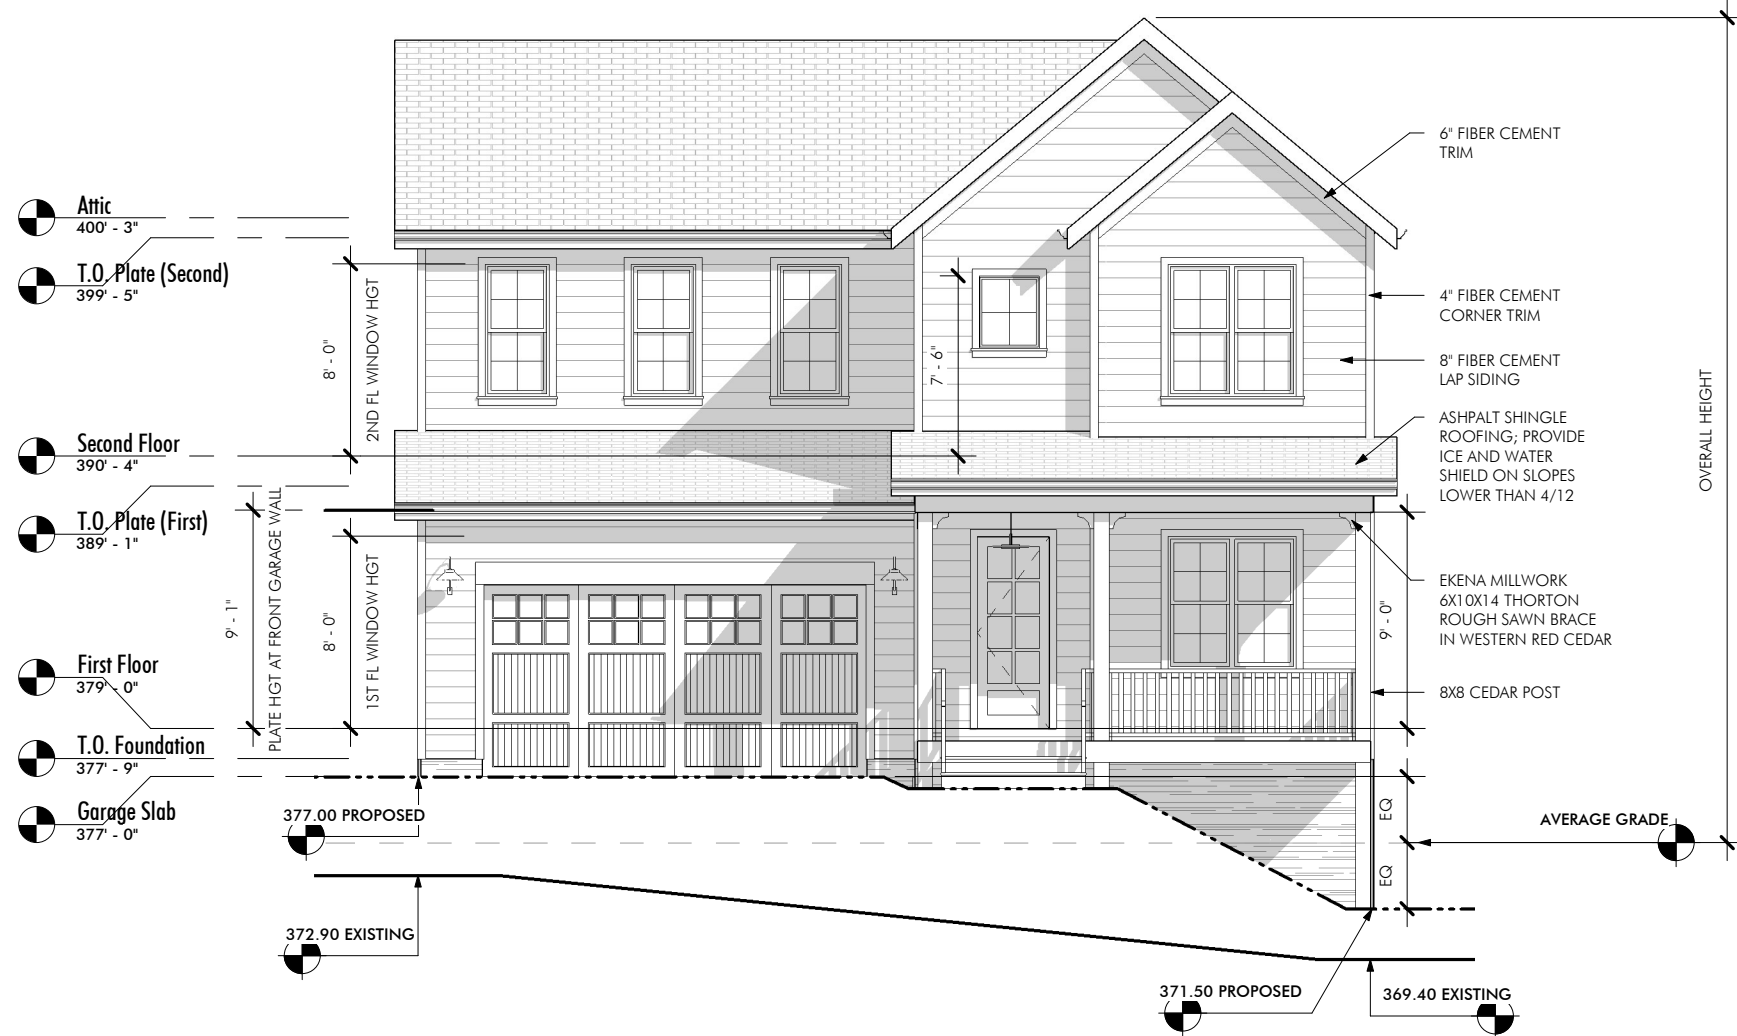 6" FIBER CEMENT
TRIM
Attic
400' - 3"
T.O. Plate (Second)
399' - 5"
4" FIBER CEMENT
CORNER TRIM
8' - 0"
2ND FL WINDOW HGT
7' - 6"
8" FIBER CEMENT
LAP SIDING
OVERALL HEIGHT
ASHPALT SHINGLE
ROOFING; PROVIDE
ICE AND WATER
SHIELD ON SLOPES
LOWER THAN 4/12
Second Floor
390' - 4"
T.O. Plate (First)
389' - 1"
9' - 1"
PLATE HGT AT FRONT GARAGE WALL
8' - 0"
1ST FL WINDOW HGT
9' - 0"
EKENA MILLWORK
6X10X14 THORTON
ROUGH SAWN BRACE
IN WESTERN RED CEDAR
First Floor
379' - 0"
8X8 CEDAR POST
T.O. Foundation
377' - 9"
Garage Slab
377' - 0"
377.00 PROPOSED
EQ
EQ
AVERAGE GRADE
372.90 EXISTING
371.50 PROPOSED
369.40 EXISTING